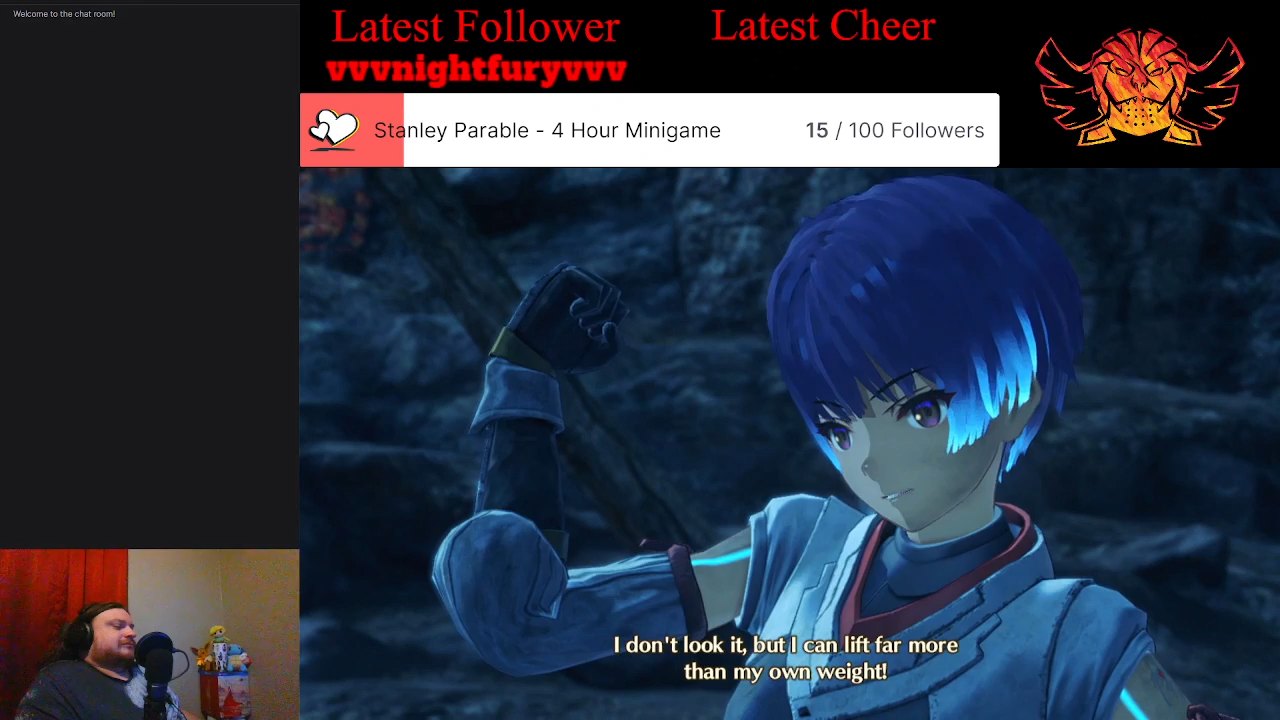 Welcome to the chat room!
Latest Follower
vvvnightfuryvvv
Latest Cheer
Stanley Parable - 4 Hour Minigame
15 / 100 Followers
I don't look it, but I can lift far more
than my own weight!